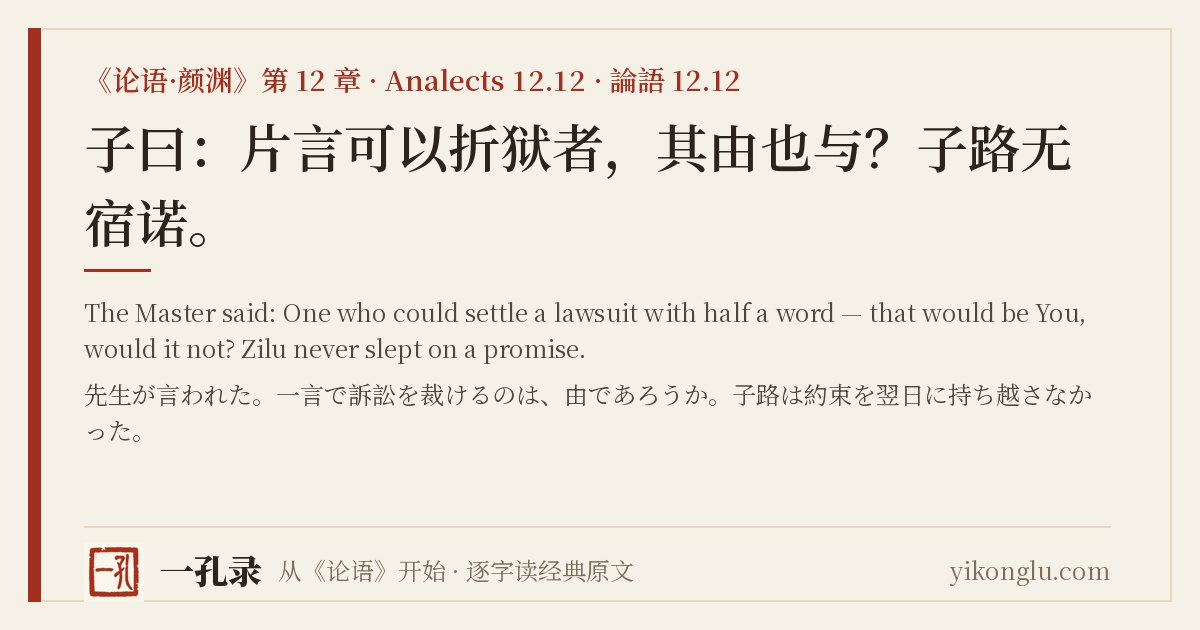 《论语·颜渊》第 12 章 · Analects 12.12 · 論語 12.12
子曰：片言可以折狱者，其由也与？子路无
宿诺。
The Master said: One who could settle a lawsuit with half a word — that would be You,
would it not? Zilu never slept on a promise.
先生が言われた。一言で訴訟を裁けるのは、由であろうか。子路は約束を翌日に持ち越さなか
った。
一孔
一孔录 从《论语》开始 · 逐字读经典原文
yikonglu.com